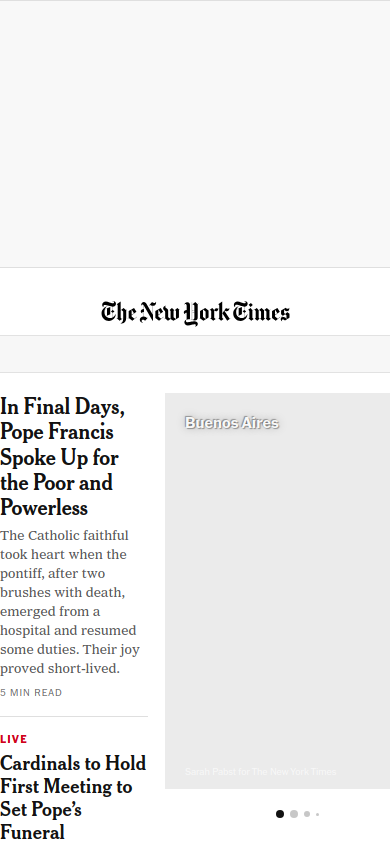 The New York Times
In Final Days,
Pope Francis
Spoke Up for
the Poor and
Powerless
The Catholic faithful
took heart when the
pontiff, after two
brushes with death,
emerged from a
hospital and resumed
some duties. Their joy
proved short-lived.
5 MIN READ
LIVE
Cardinals to Hold
First Meeting to
Set Pope’s
Funeral
Buenos Aires
Sarah Pabst for The New York Times